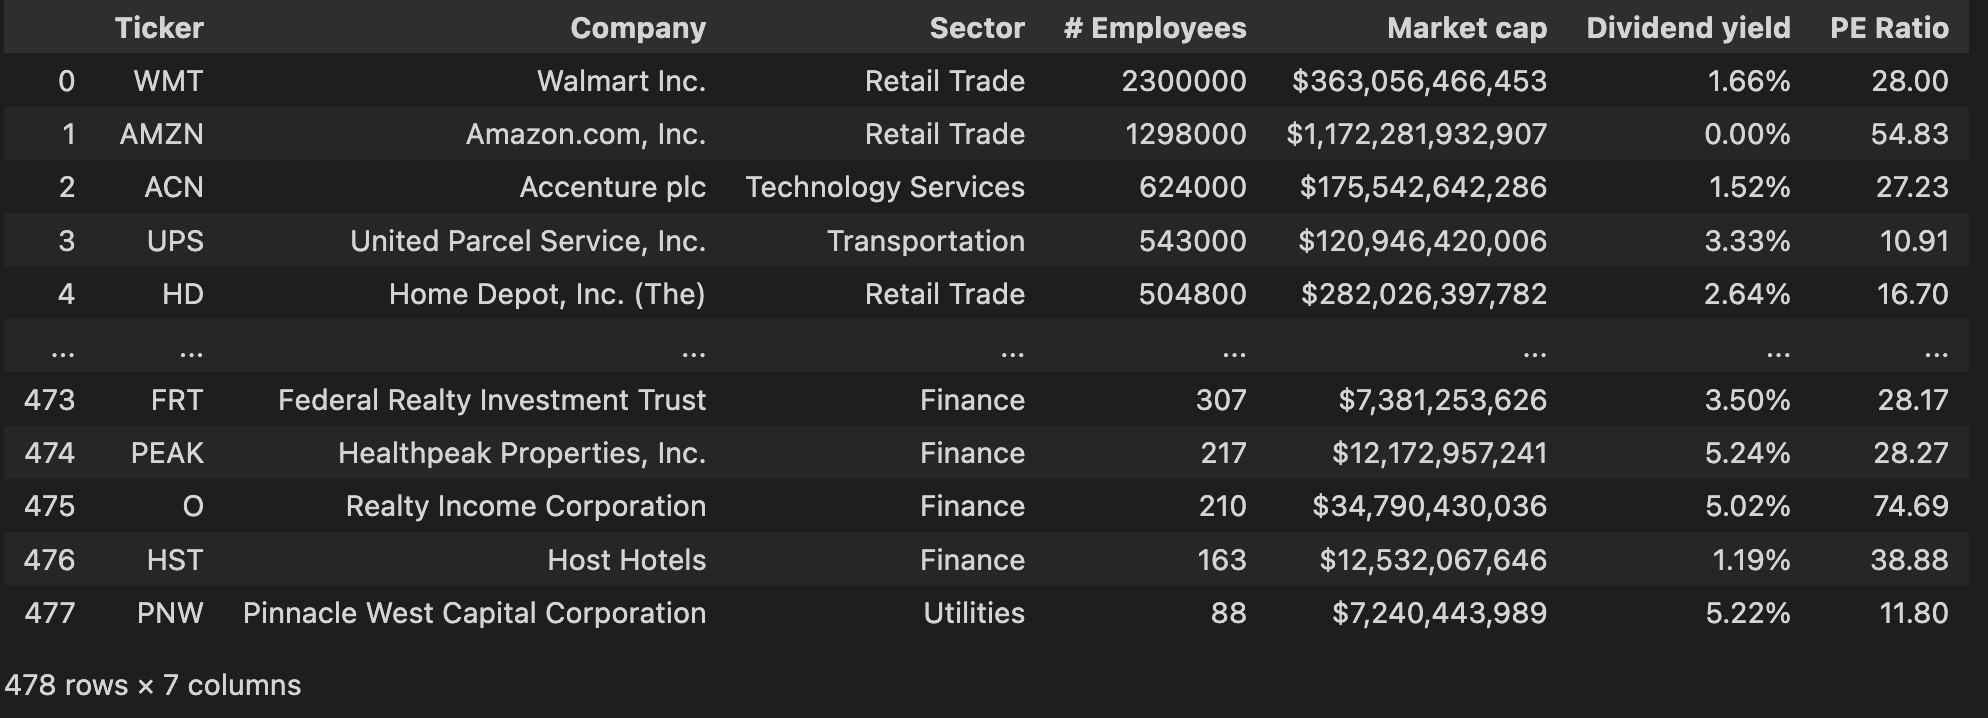 Ticker Company Sector # Employees Market cap Dividend yield PE Ratio
0 WMT Walmart Inc. Retail Trade 2300000 $363,056,466,453 1.66% 28.00
1 AMZN Amazon.com, Inc. Retail Trade 1298000 $1,172,281,932,907 0.00% 54.83
2 ACN Accenture plc Technology Services 624000 $175,542,642,286 1.52% 27.23
3 UPS United Parcel Service, Inc. Transportation 543000 $120,946,420,006 3.33% 10.91
4 HD Home Depot, Inc. (The) Retail Trade 504800 $282,026,397,782 2.64% 16.70
... ... ... ... ... ... ... ...
473 FRT Federal Realty Investment Trust Finance 307 $7,381,253,626 3.50% 28.17
474 PEAK Healthpeak Properties, Inc. Finance 217 $12,172,957,241 5.24% 28.27
475 O Realty Income Corporation Finance 210 $34,790,430,036 5.02% 74.69
476 HST Host Hotels Finance 163 $12,532,067,646 1.19% 38.88
477 PNW Pinnacle West Capital Corporation Utilities 88 $7,240,443,989 5.22% 11.80
478 rows × 7 columns